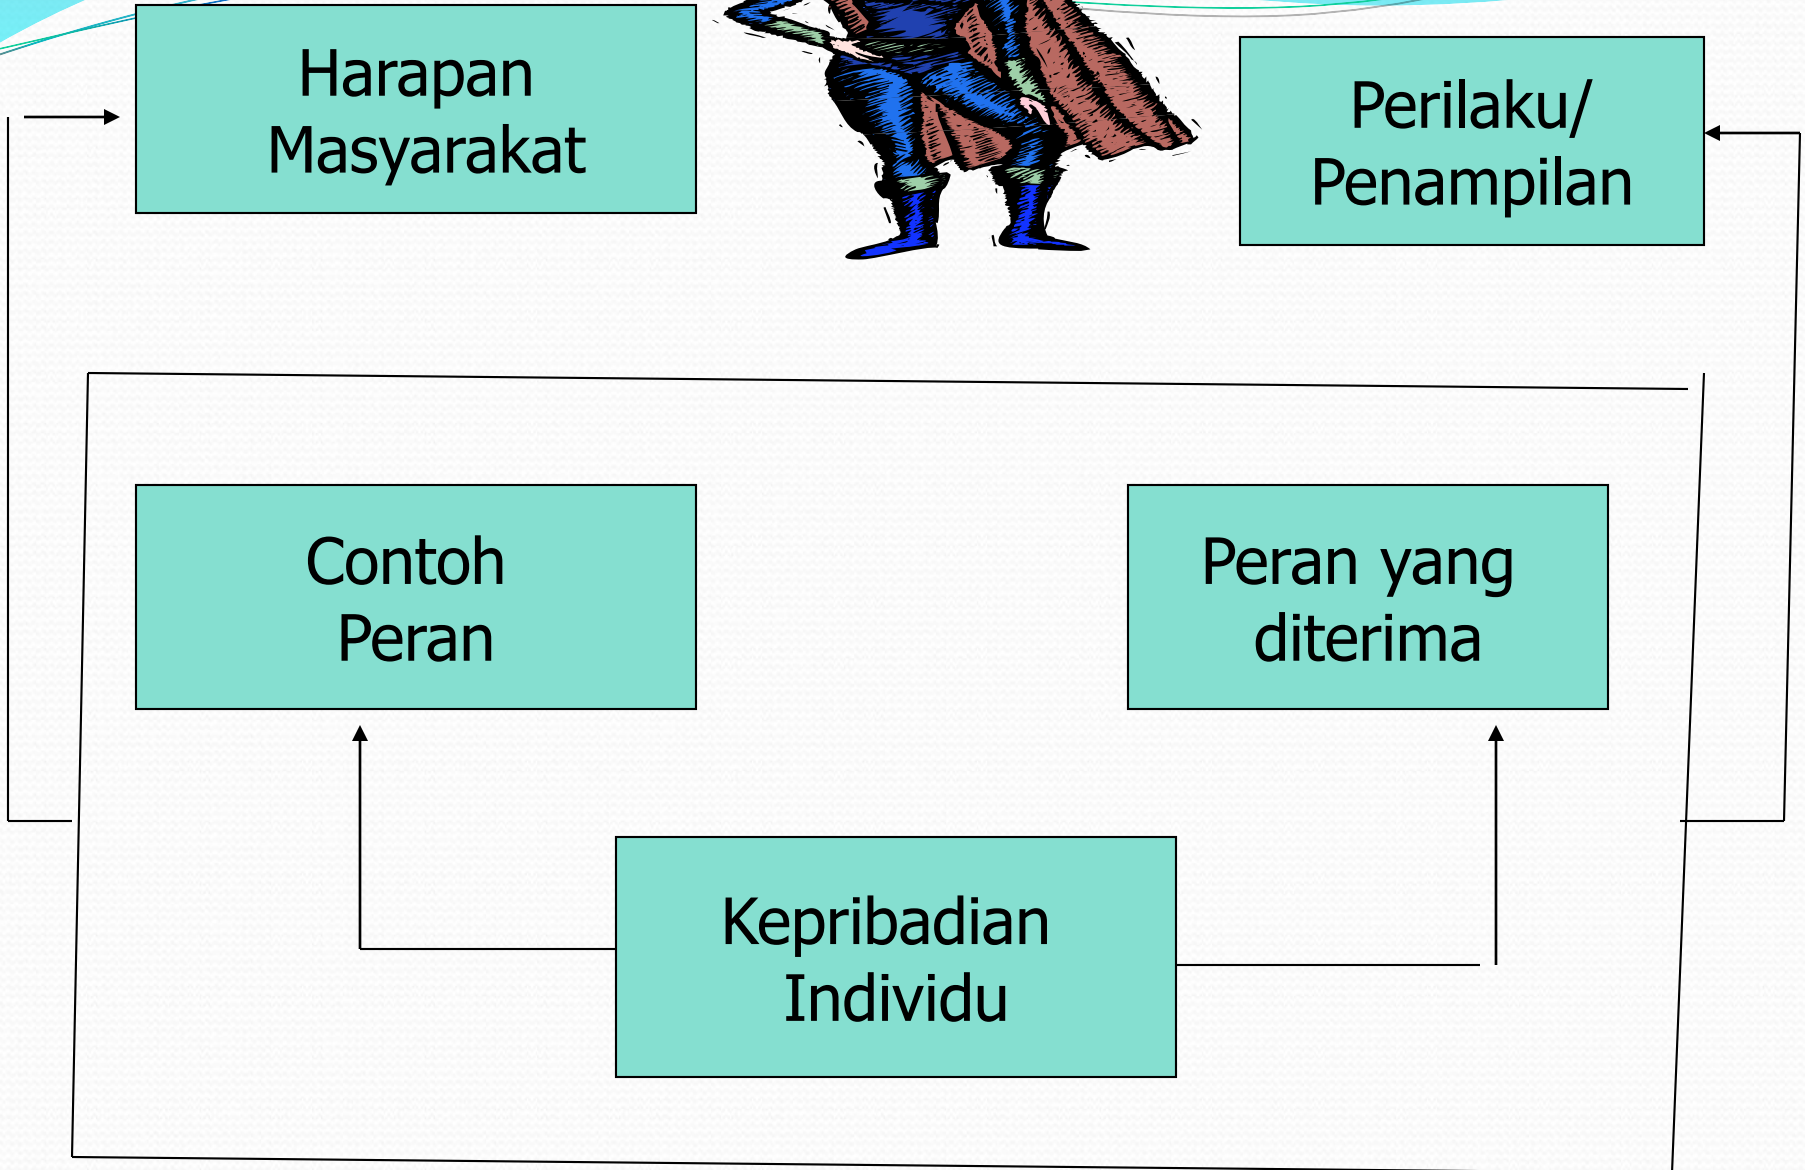 Harapan
Masyarakat
Perilaku/
Penampilan
Contoh
Peran
Peran yang
diterima
Kepribadian
Individu